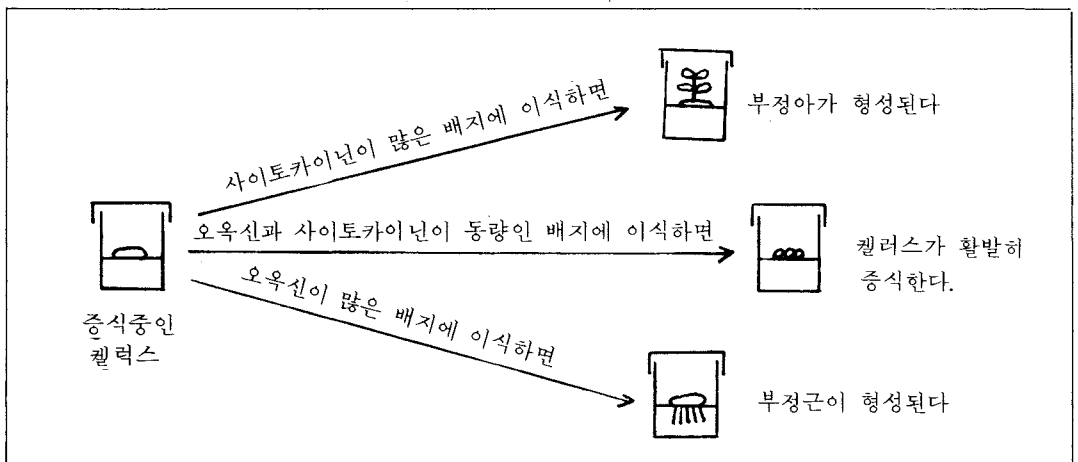 사이토카이닌이 많은 배지에 이식하면
부정아가 형성된다
오옥신과 사이토카이닌이 동량인 배지에 이식하면
켈러스가 활발히
증식한다.
오옥신이 많은 배지에 이식하면
증식중인
켈럭스
부정근이 형성된다